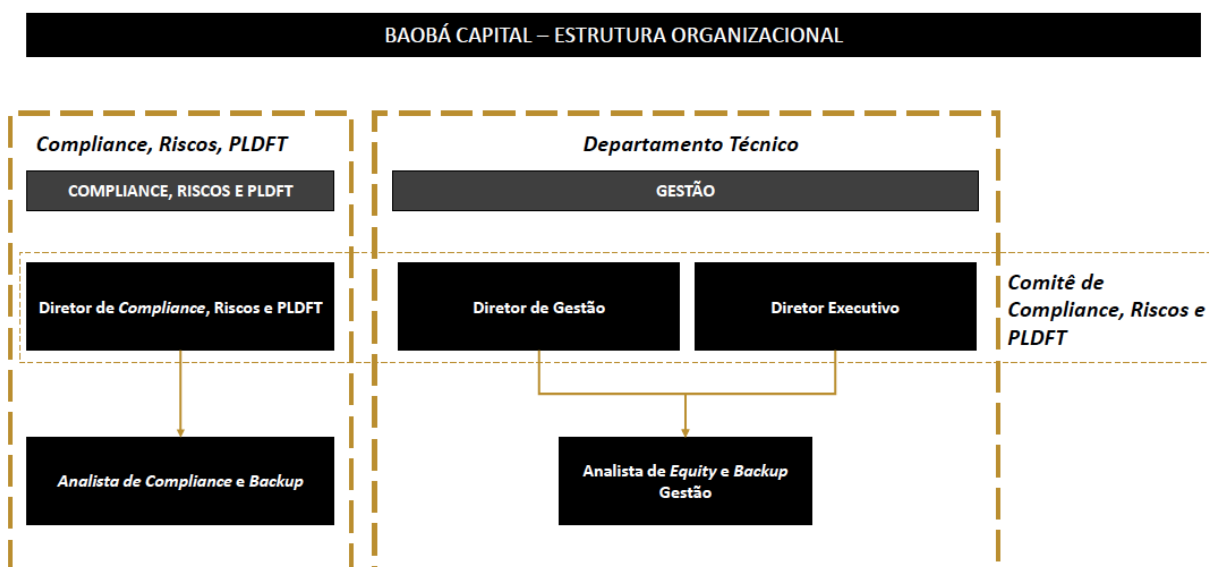 BAOBÁ CAPITAL – ESTRUTURA ORGANIZACIONAL
Compliance, Riscos, PLDFT
Departamento Técnico
COMPLIANCE, RISCOS E PLDFT
GESTÃO
Diretor de Compliance, Riscos e PLDFT
Diretor de Gestão
Diretor Executivo
Comitê de
Compliance, Riscos e
PLDFT
Analista de Compliance e Backup
Analista de Equity e Backup
Gestão